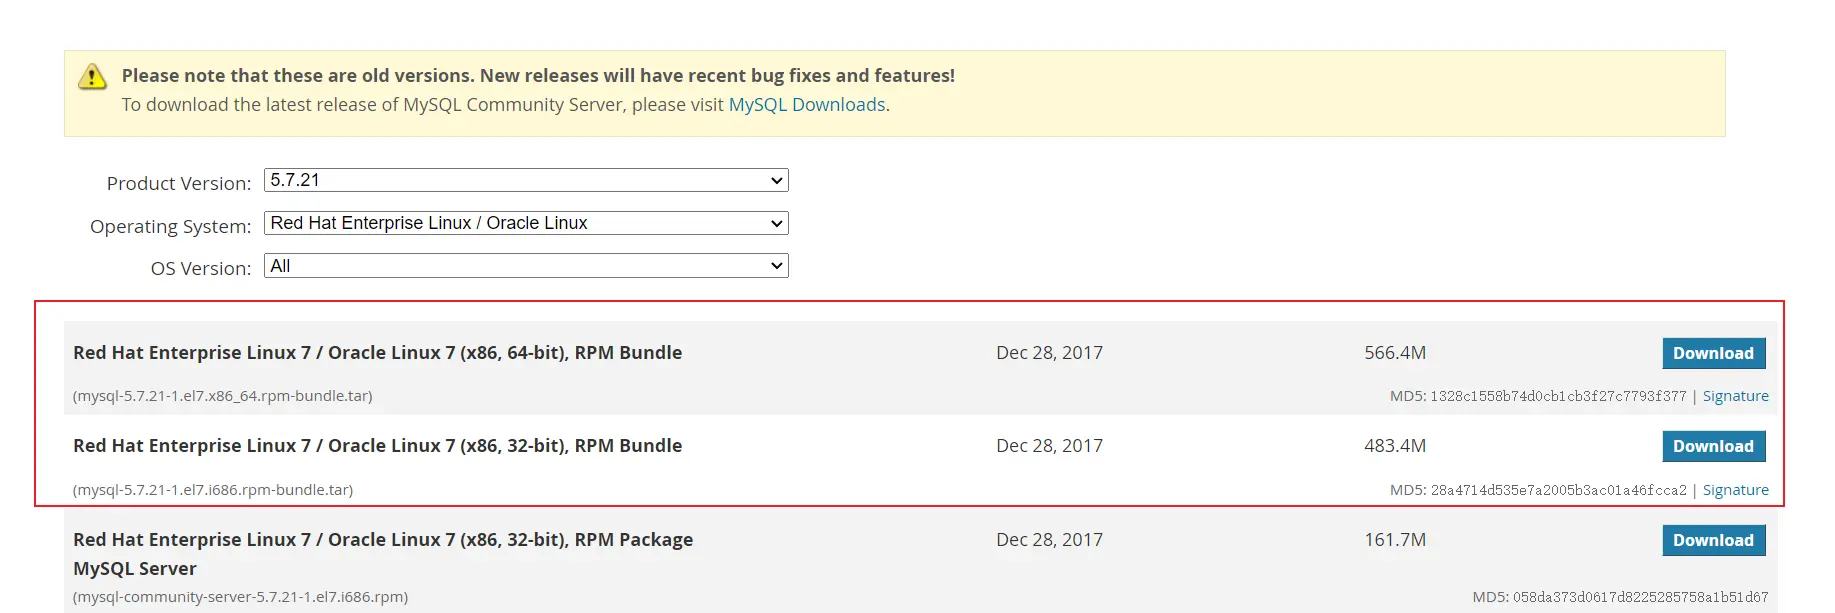 Please note that these are old versions. New releases will have recent bug fixes and features!
To download the latest release of MySQL Community Server, please visit MySQL Downloads.
Product Version: 5.7.21
Operating System: Red Hat Enterprise Linux / Oracle Linux
OS Version: All
Red Hat Enterprise Linux 7 / Oracle Linux 7 (x86, 64-bit), RPM Bundle Dec 28, 2017 566.4M Download
(mysql-5.7.21-1.el7.x86_64.rpm-bundle.tar) MD5: 1328c1558b74d0cb1cb3f27c7793f377 | Signature
Red Hat Enterprise Linux 7 / Oracle Linux 7 (x86, 32-bit), RPM Bundle Dec 28, 2017 483.4M Download
(mysql-5.7.21-1.el7.i686.rpm-bundle.tar) MD5: 28a4714d535e7a2005b3ac01a46fcca2 | Signature
Red Hat Enterprise Linux 7 / Oracle Linux 7 (x86, 32-bit), RPM Package Dec 28, 2017 161.7M Download
MySQL Server
(mysql-community-server-5.7.21-1.el7.i686.rpm) MD5: 058da373d0617d8225285758a1b51d67